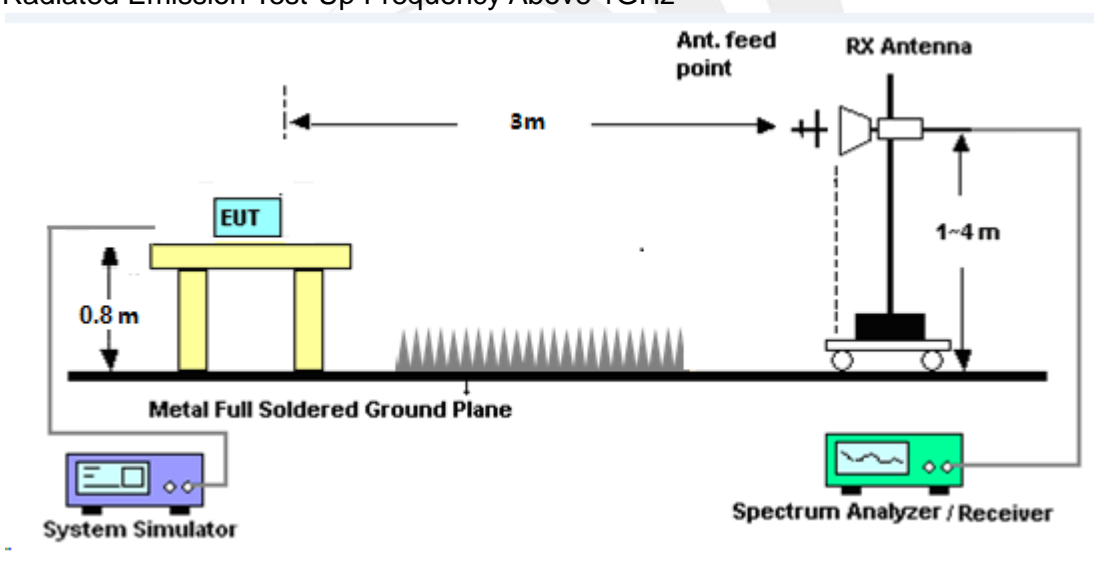 Radiated Emission Test-Up Frequency Above 1GHz
Ant. feed
point
RX Antenna
3m
EUT
1~4 m
0.8 m
Metal Full Soldered Ground Plane
System Simulator
Spectrum Analyzer / Receiver